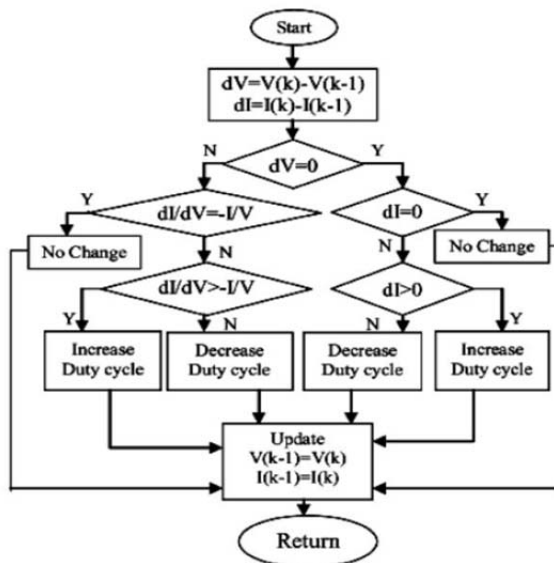 Start
dV=V(k)-V(k-1)
dI=I(k)-I(k-1)
N
dV=0
Y
Y
dI/dV=-I/V
dI=0
Y
No Change
N
N
No Change
dI/dV>-I/V
dI>0
Y
N
N
Y
Increase
Duty cycle
Decrease
Duty cycle
Decrease
Duty cycle
Increase
Duty cycle
Update
V(k-1)=V(k)
I(k-1)=I(k)
Return